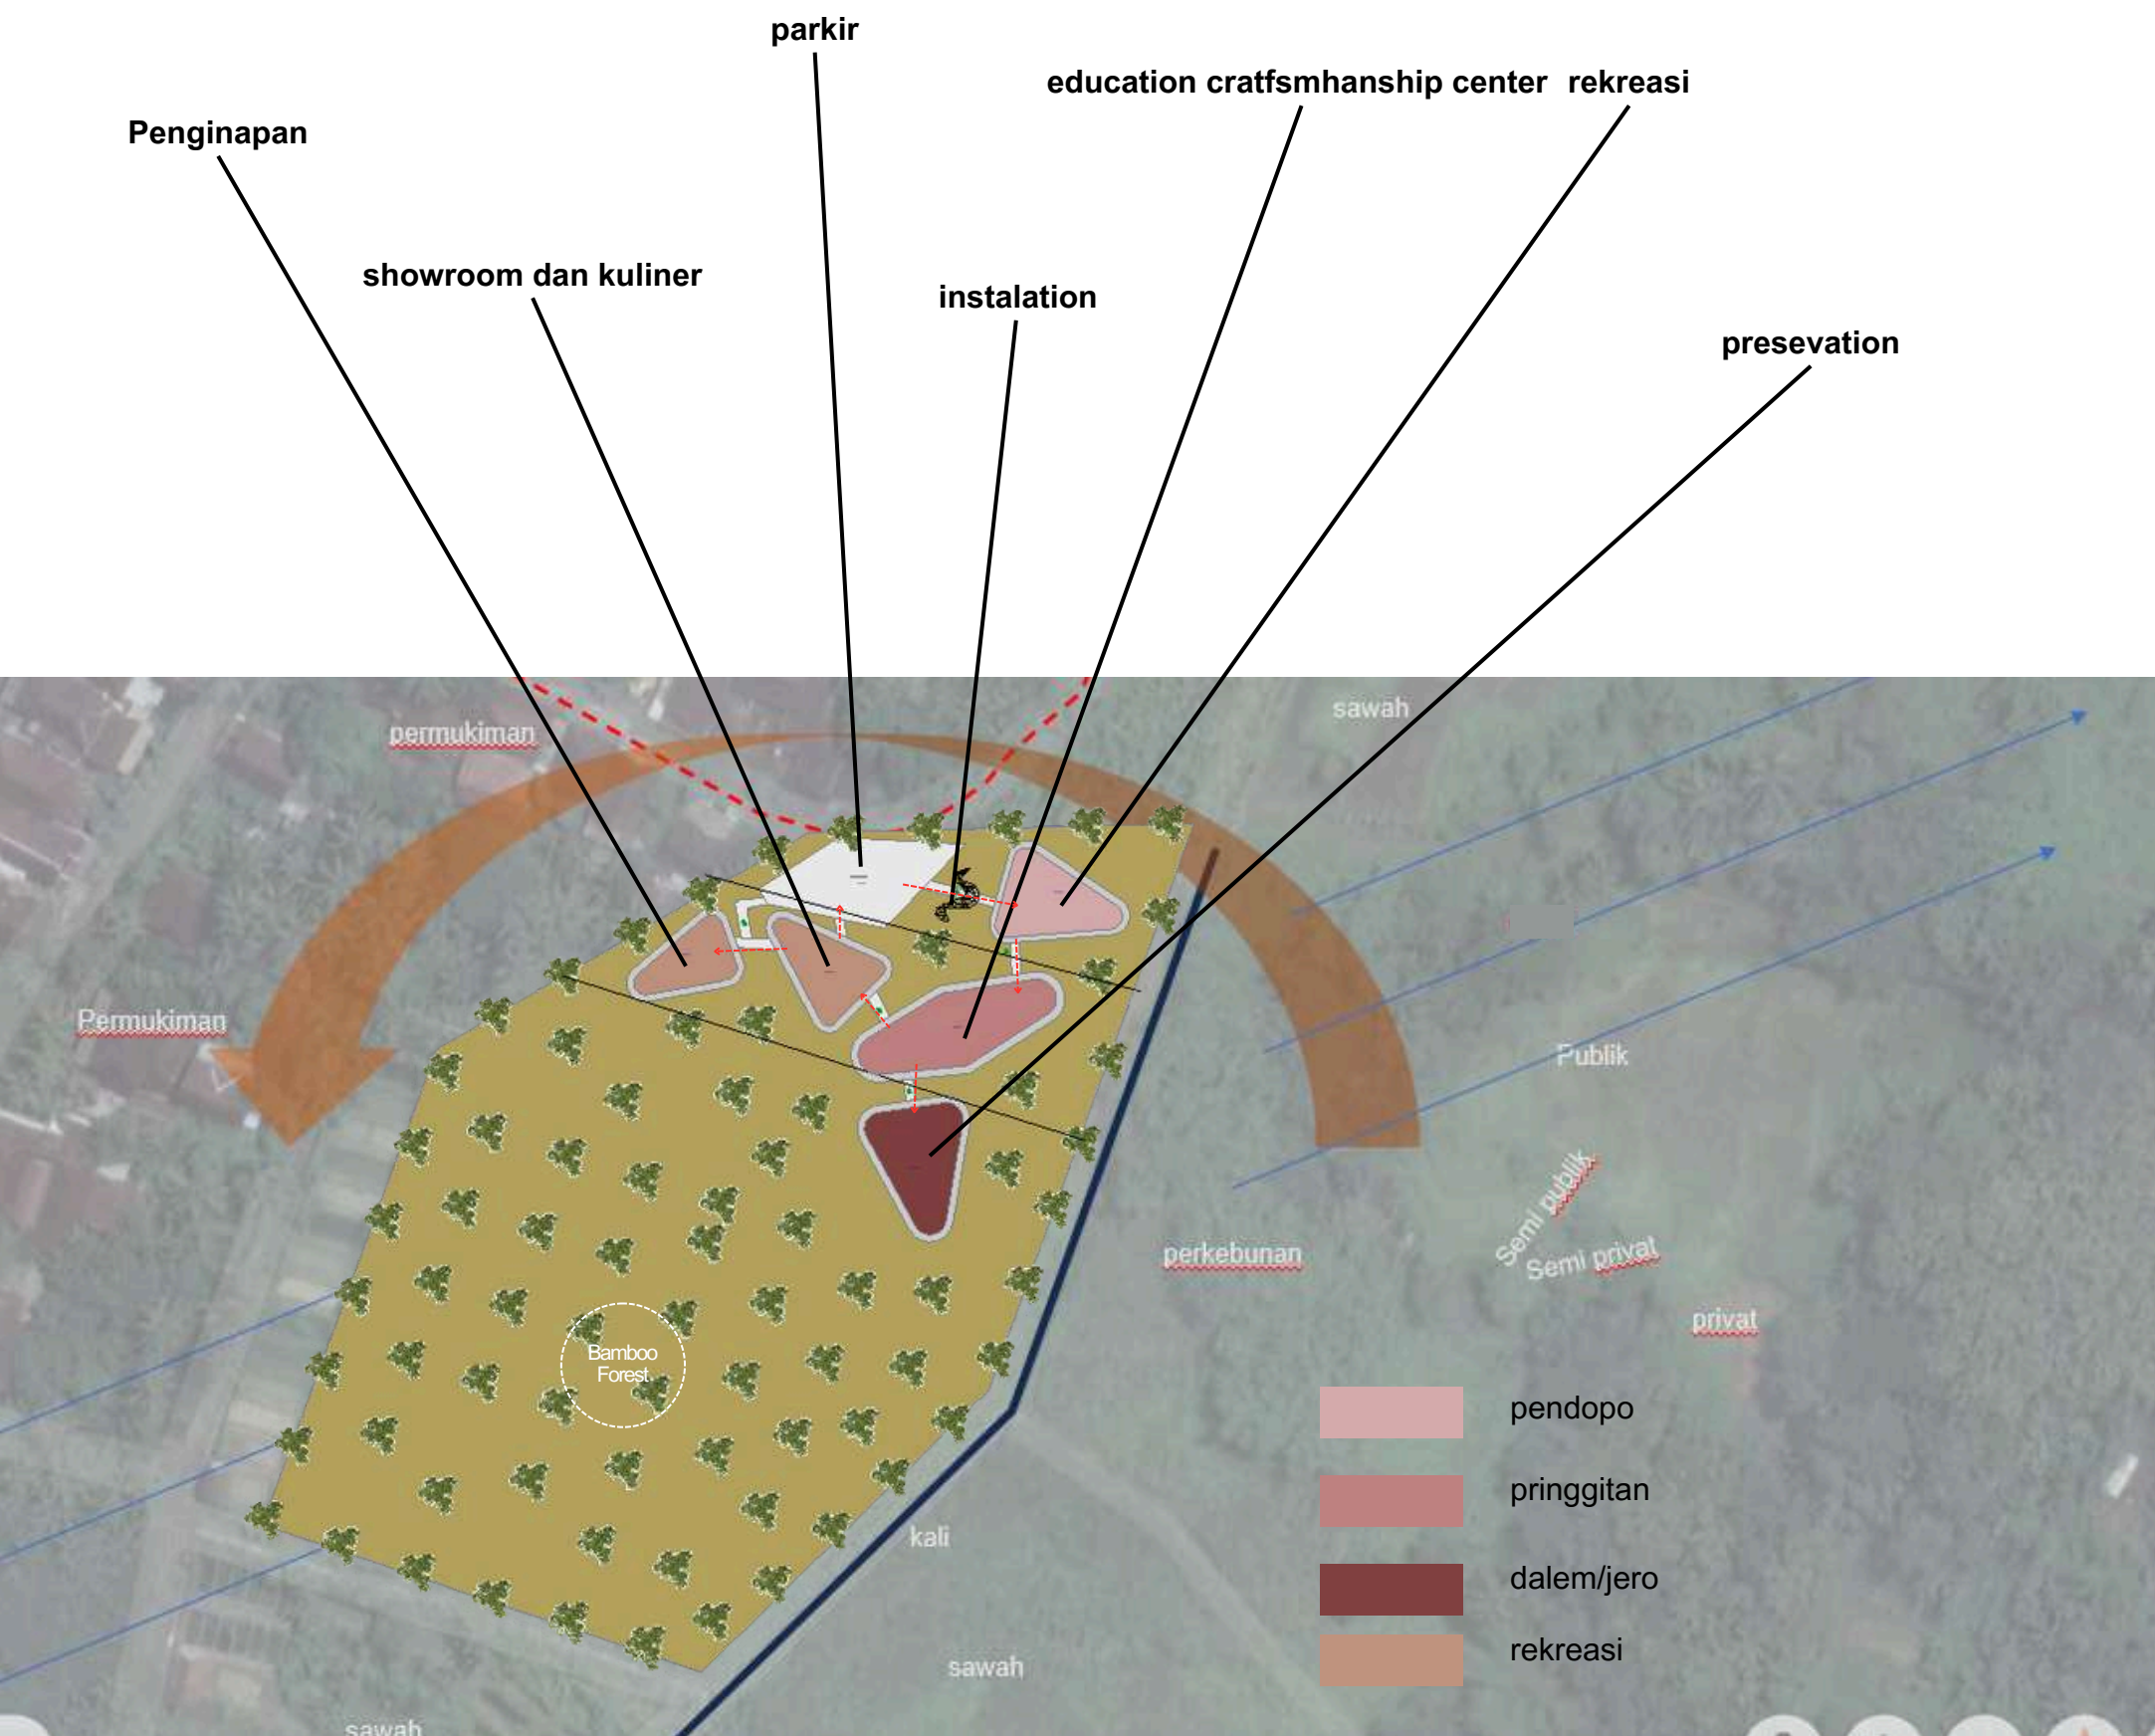 parkir
education cratfsmhanship center
rekreasi
Penginapan
showroom dan kuliner
instalation
presevation
sawah
permukiman
Permukiman
Publik
Semi publik
Semi privat
perkebunan
privat
Bamboo
Forest
pendopo
pringgitan
kali
dalem/jero
rekreasi
sawah
sawah